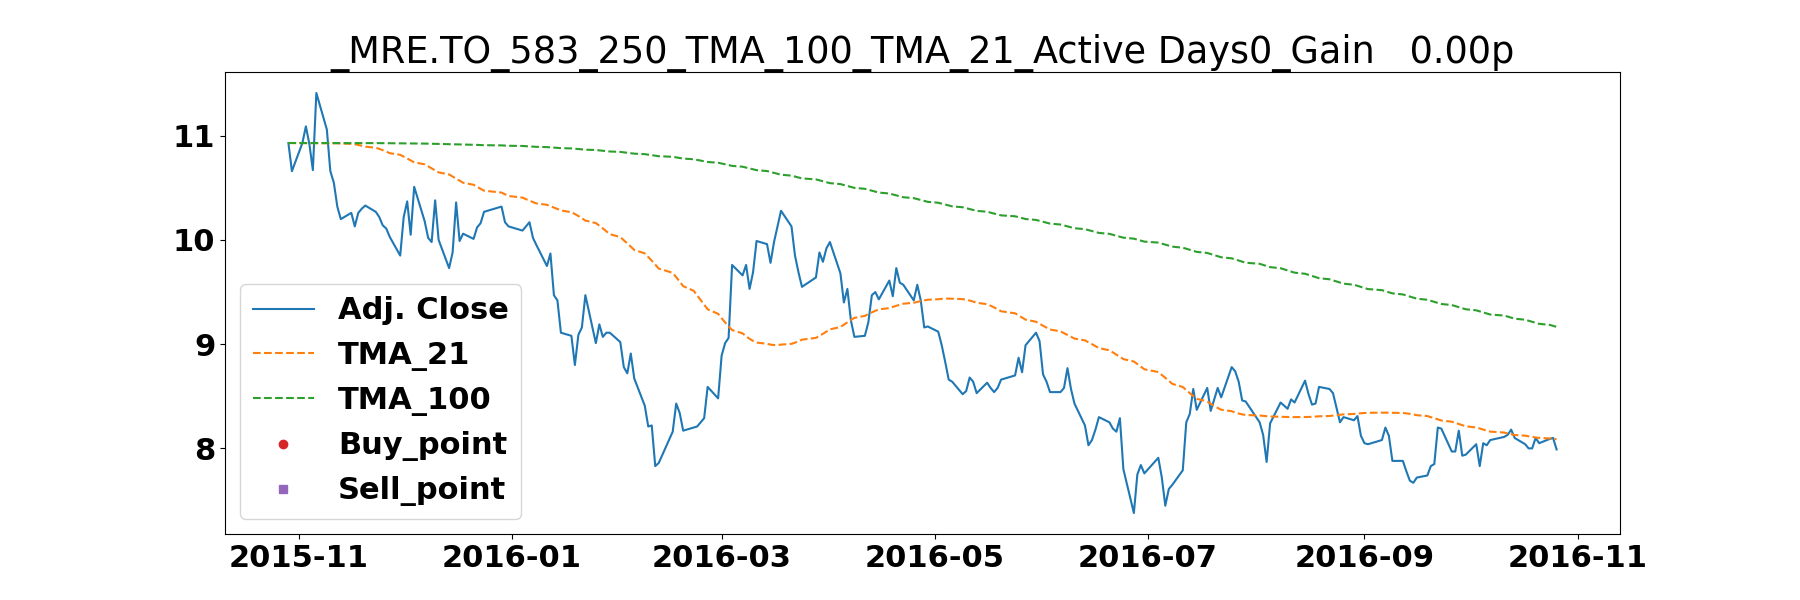 _MRE.TO_583_250_TMA_100_TMA_21_Active Days0_Gain   0.00p
11
10
9
8
Adj. Close
TMA_21
TMA_100
Buy_point
Sell_point
2015-11 2016-01 2016-03 2016-05 2016-07 2016-09 2016-11